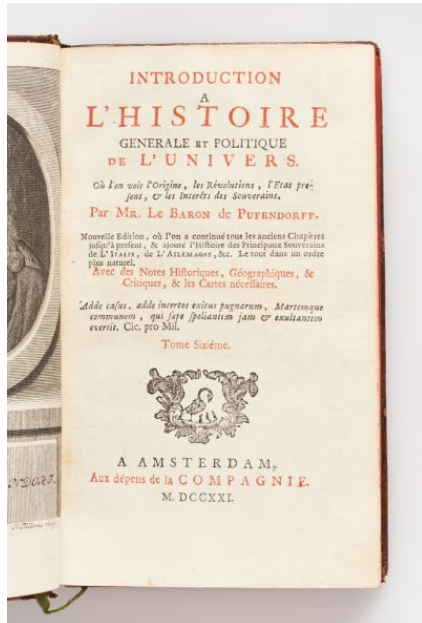 INTRODUCTION
A
L'HISTOIRE
GENERALE ET POLITIQUE
DE L'UNIVERS.
Où l'on voit l'Origine, les Révolutions, l'Etat pré-
sent, & les Interêts des Souverains.
Par Mr. Le Baron de Pufendorff.
Nouvelle Edition, où l'on a continué tous les anciens Chapitres
jusqu'à present, & ajouté l'Histoire des Principaux Souverains
de L'Italie, de L'Allemagne, &c. Le tout dans un ordre
plus naturel.
Avec des Notes Historiques, Géographiques, &
Critiques, & les Cartes nécessaires.
Adde casus, adde incertos exitus pugnarum, Martemque
communem, qui sæpe spoliantem jam & exultantem
evertit. Cic. pro Mil.
Tome Sixiéme.
A AMSTERDAM,
Aux dépens de la COMPAGNIE.
M. DCCXXI.